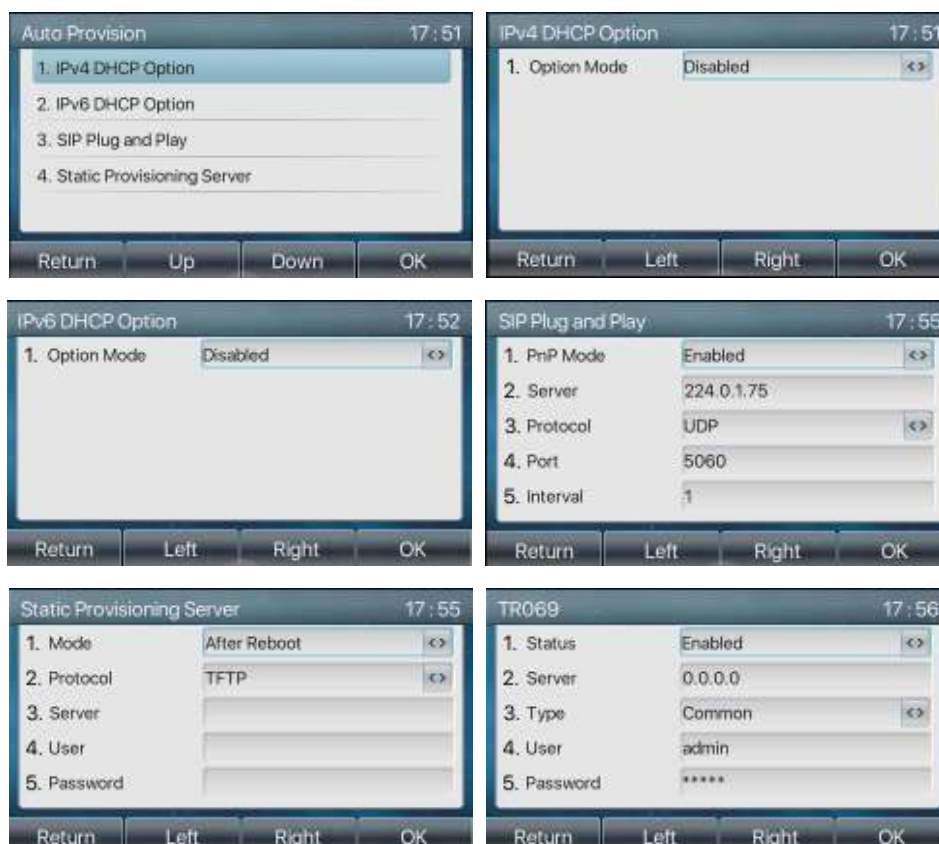 Auto Provision 17:51
1. IPv4 DHCP Option
2. IPv6 DHCP Option
3. SIP Plug and Play
4. Static Provisioning Server
Return Up Down OK
IPv4 DHCP Option 17:51
1. Option Mode Disabled <>
Return Left Right OK
IPv6 DHCP Option 17:52
1. Option Mode Disabled <>
Return Left Right OK
SIP Plug and Play 17:55
1. PnP Mode Enabled <>
2. Server 224.0.1.75
3. Protocol UDP <>
4. Port 5060
5. Interval 1
Return Left Right OK
Static Provisioning Server 17:55
1. Mode After Reboot <>
2. Protocol TFTP <>
3. Server
4. User
5. Password
Return Left Right OK
TR069 17:56
1. Status Enabled <>
2. Server 0.0.0.0
3. Type Common <>
4. User admin
5. Password *****
Return Left Right OK